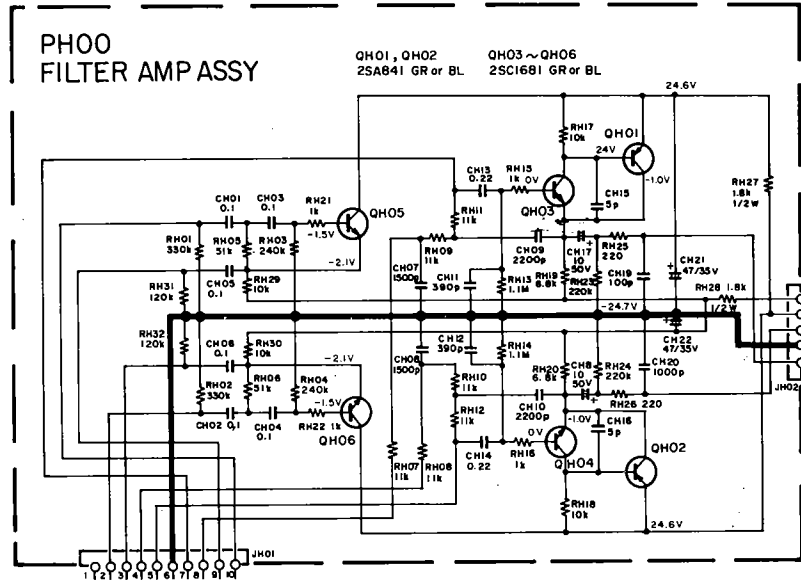 PH00
FILTER AMP ASSY
QH01, QH02
2SA841 GR or BL
QH03~QH06
2SC1681 GR or BL
24.6V
RH17
10k
QH01
24V
-1.0V
RH27
1.8k
1/2W
CH13
0.22
RH15
1k
0V
CH15
5p
QH03
CH01
0.1
CH03
0.1
RH21
1k
-1.5V
QH05
-2.1V
RH01
330k
RH05
51k
RH03
240k
RH11
11k
RH09
11k
CH09
2200p
CH17
10
50V
RH25
220
CH05
0.1
RH29
10k
RH31
120k
CH07
1500p
CH11
390p
RH13
1.1M
RH19
6.8k
RH23
220k
CH19
100p
CH21
47/35V
RH28 1.8k
1/2W
-24.7V
RH32
120k
CH06
0.1
RH30
10k
-2.1V
CH08
1500p
CH12
390p
RH14
1.1M
RH20
6.8k
CH18
10
50V
RH24
220k
CH20
1000p
CH22
47/35V
JH02
RH02
330k
RH06
51k
RH04
240k
-1.5V
CH02 0.1
CH04
0.1
RH22 1k
QH06
RH10
11k
RH12
11k
CH10
2200p
RH26 220
-1.0V
CH16
5p
QH02
RH07
11k
RH08
11k
CH14
0.22
0V
RH16
1k
QH04
RH18
10k
24.6V
JH01
1 2 3 4 5 6 7 8 9 10